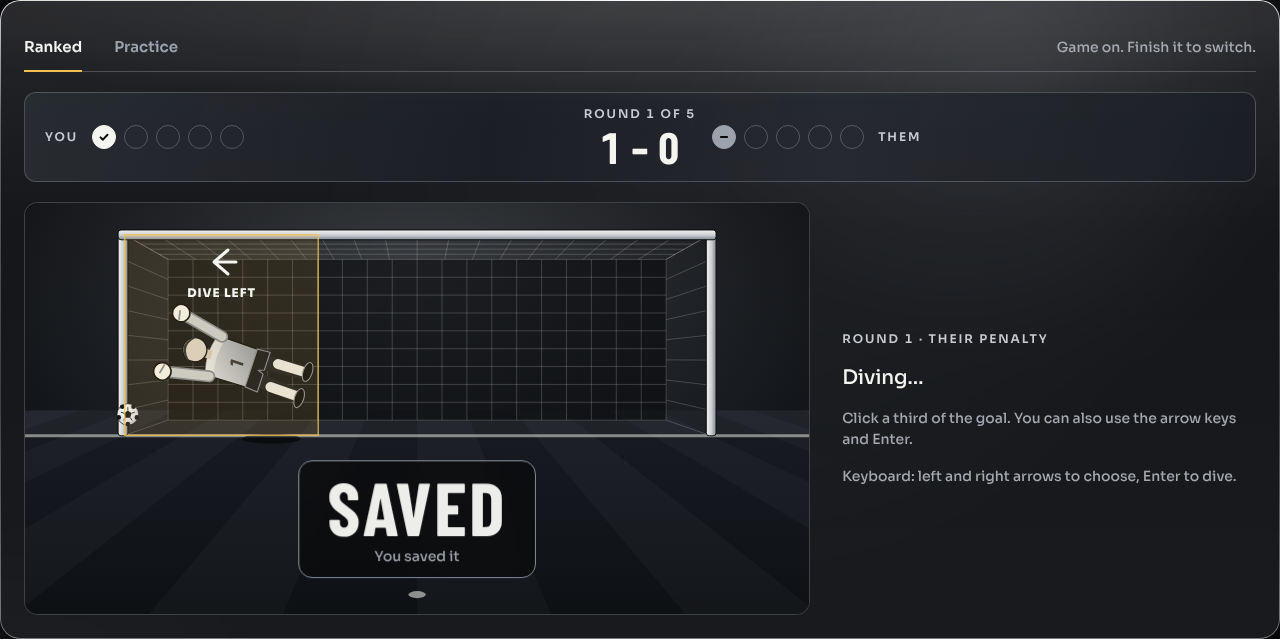 Ranked
Practice
Game on. Finish it to switch.
YOU
ROUND 1 OF 5
1 - 0
THEM
DIVE LEFT
1
SAVED
You saved it
ROUND 1 · THEIR PENALTY
Diving...
Click a third of the goal. You can also use the arrow keys
and Enter.
Keyboard: left and right arrows to choose, Enter to dive.